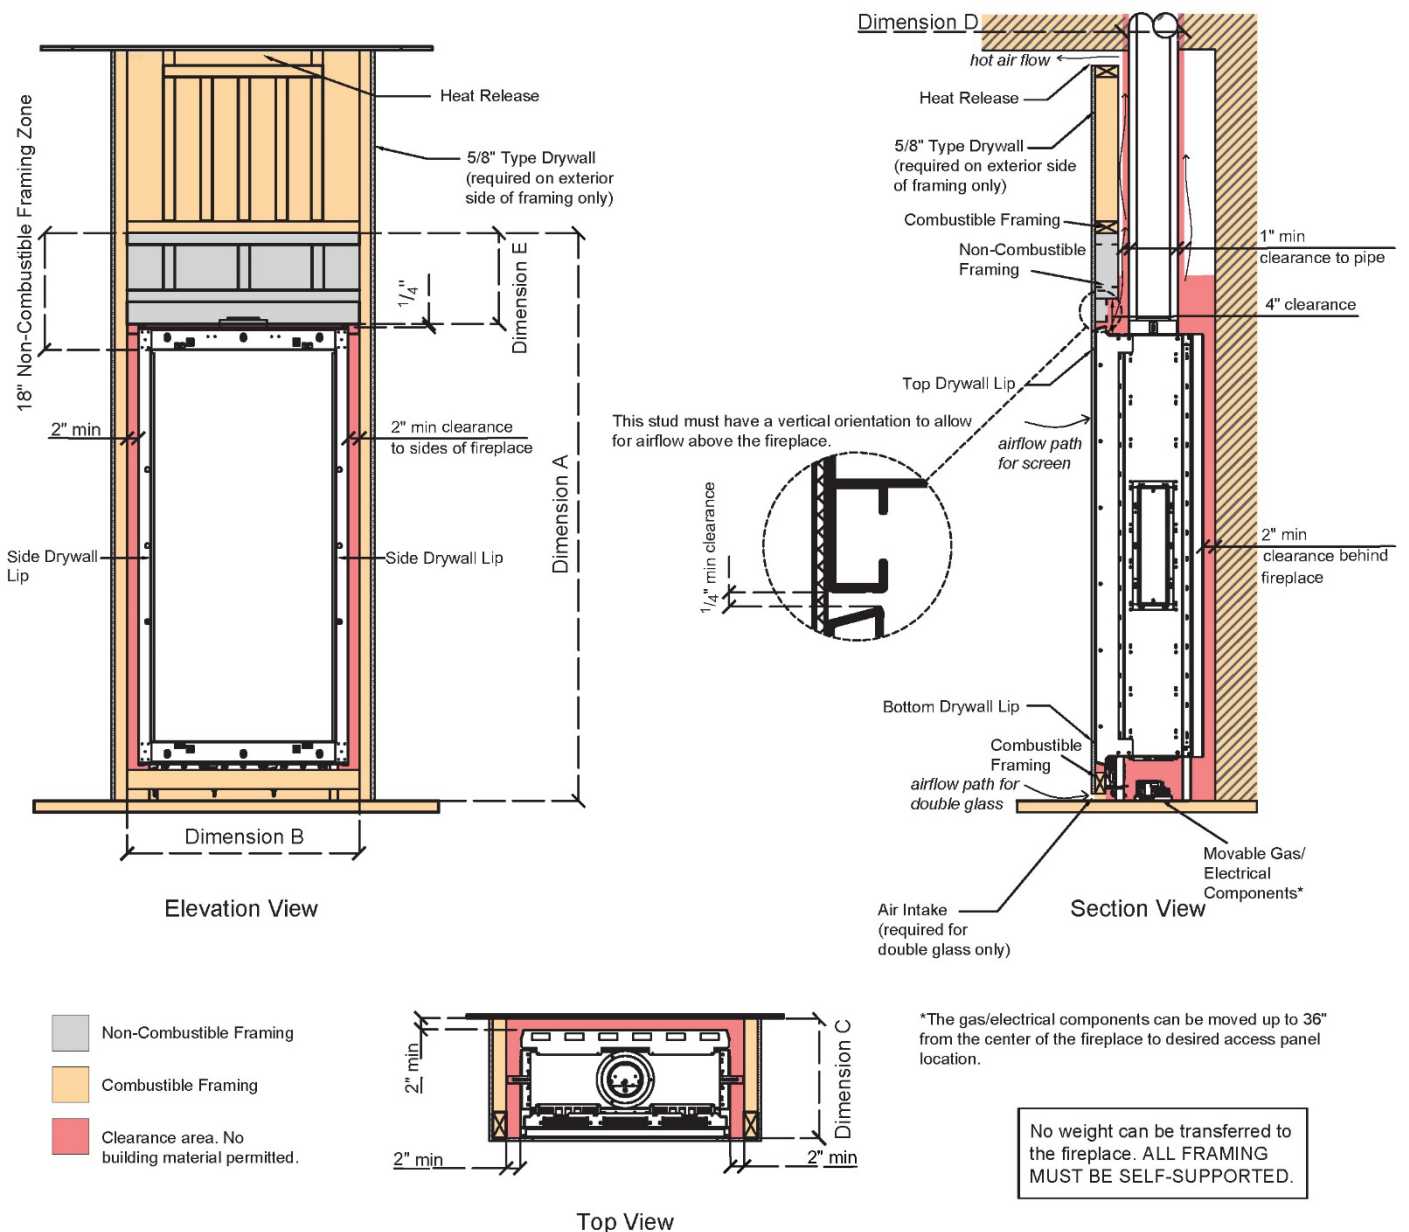 Dimension D
hot air flow
Heat Release
Heat Release
5/8" Type Drywall
(required on exterior
side of framing only)
5/8" Type Drywall
(required on exterior side
of framing only)
18" Non-Combustible Framing Zone
Combustible Framing
Non-Combustible
Framing
1" min
clearance to pipe
Dimension E
1/4"
4" clearance
Top Drywall Lip
This stud must have a vertical orientation to allow
for airflow above the fireplace.
2" min
2" min clearance
to sides of fireplace
airflow path
for screen
Dimension A
1/4" min clearance
Side Drywall
Lip
Side Drywall Lip
2" min
clearance behind
fireplace
Bottom Drywall Lip
Combustible
Framing
airflow path for
double glass
Dimension B
Movable Gas/
Electrical
Components*
Elevation View
Air Intake
(required for
double glass only)
Section View
Non-Combustible Framing
Combustible Framing
Clearance area. No
building material permitted.
2" min
Dimension C
2" min
2" min
Top View
*The gas/electrical components can be moved up to 36"
from the center of the fireplace to desired access panel
location.
No weight can be transferred to
the fireplace. ALL FRAMING
MUST BE SELF-SUPPORTED.